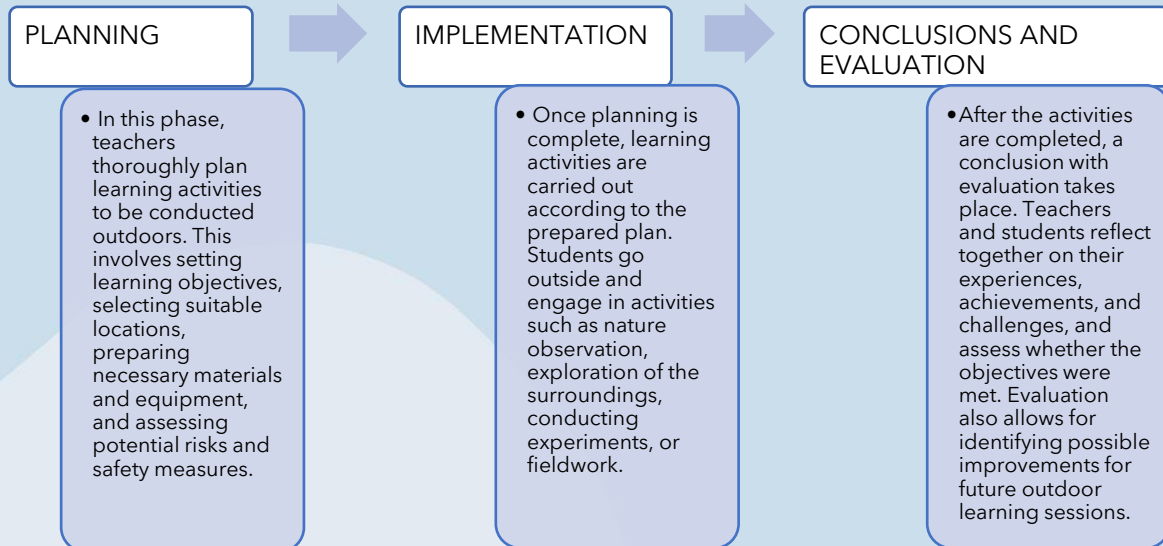 PLANNING
• In this phase,
teachers
thoroughly plan
learning activities
to be conducted
outdoors. This
involves setting
learning objectives,
selecting suitable
locations,
preparing
necessary materials
and equipment,
and assessing
potential risks and
safety measures.
IMPLEMENTATION
• Once planning is
complete, learning
activities are
carried out
according to the
prepared plan.
Students go
outside and
engage in activities
such as nature
observation,
exploration of the
surroundings,
conducting
experiments, or
fieldwork.
CONCLUSIONS AND
EVALUATION
•After the activities
are completed, a
conclusion with
evaluation takes
place. Teachers
and students reflect
together on their
experiences,
achievements, and
challenges, and
assess whether the
objectives were
met. Evaluation
also allows for
identifying possible
improvements for
future outdoor
learning sessions.